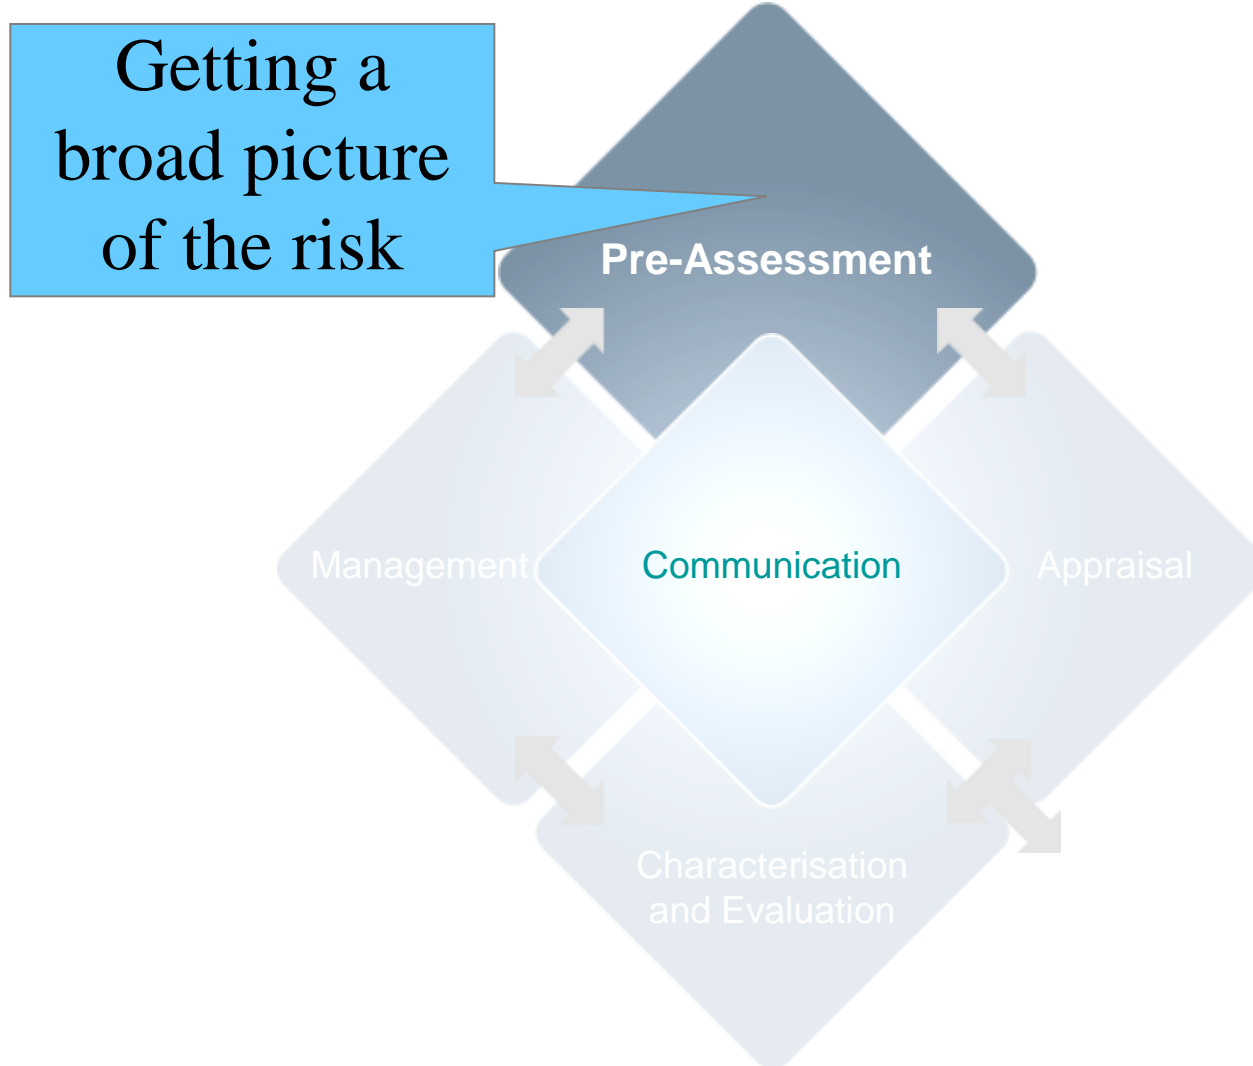 Getting a
broad picture
of the risk
Pre-Assessment
Management
Communication
Appraisal
Characterisation
and Evaluation